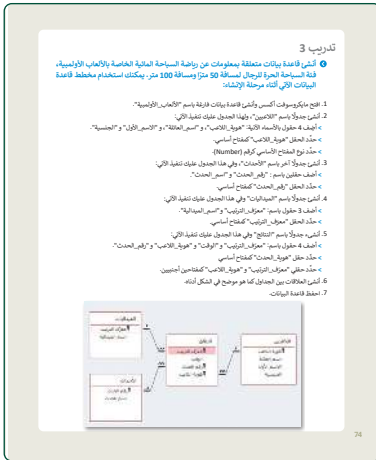 تدريب 3
أنشئ قاعدة بيانات متعلقة بمعلومات عن رياضة السباحة المائية الخاصة بالألعاب الأولمبية،
فئة السباحة الحرة للرجال لمسافة 50 مترًا ومسافة 100 متر. يمكنك استخدام مخطط قاعدة
البيانات الآتي أثناء مرحلة الإنشاء:
1. افتح مايكروسوفت أكسس وأنشئ قاعدة بيانات فارغة باسم "الألعاب_الأولمبية".
2. أنشئ جدولًا باسم "اللاعبين"، ولهذا الجدول عليك تنفيذ الآتي:
> أضف 4 حقول بالأسماء الآتية: "هوية_اللاعب"، و "اسم_العائلة"، و "الاسم_الأول" و "الجنسية".
> حدّد الحقل "هوية_اللاعب" كمفتاح أساسي.
> حدّد نوع المفتاح الأساسي كرقم (Number).
3. أنشئ جدولًا آخر باسم "الأحداث"، وفي هذا الجدول عليك تنفيذ الآتي:
> أضف حقلين باسم: "رقم_الحدث" و "اسم_الحدث".
> حدّد الحقل "رقم_الحدث" كمفتاح أساسي.
4. أنشئ جدولًا باسم "الميداليات" وفي هذا الجدول عليك تنفيذ الآتي:
> أضف 3 حقول باسم: "معرّف_الترتيب" و "اسم_الميدالية".
> حدّد الحقل "معرّف_الترتيب" كمفتاح أساسي.
5. أنشىء جدولًا باسم "النتائج" وفي هذا الجدول عليك تنفيذ الآتي:
> أضف 4 حقول باسم: "معرّف_الترتيب" و "الوقت" و "هوية_اللاعب" و "رقم_الحدث".
> حدّد حقل "هوية_الحدث" كمفتاح أساسي
> حدّد حقلي "معرّف_الترتيب" و "هوية_اللاعب" كمفتاحين أجنبيين.
6. أنشئ العلاقات بين الجداول كما هو موضح في الشكل أدناه.
7. احفظ قاعدة البيانات.
74